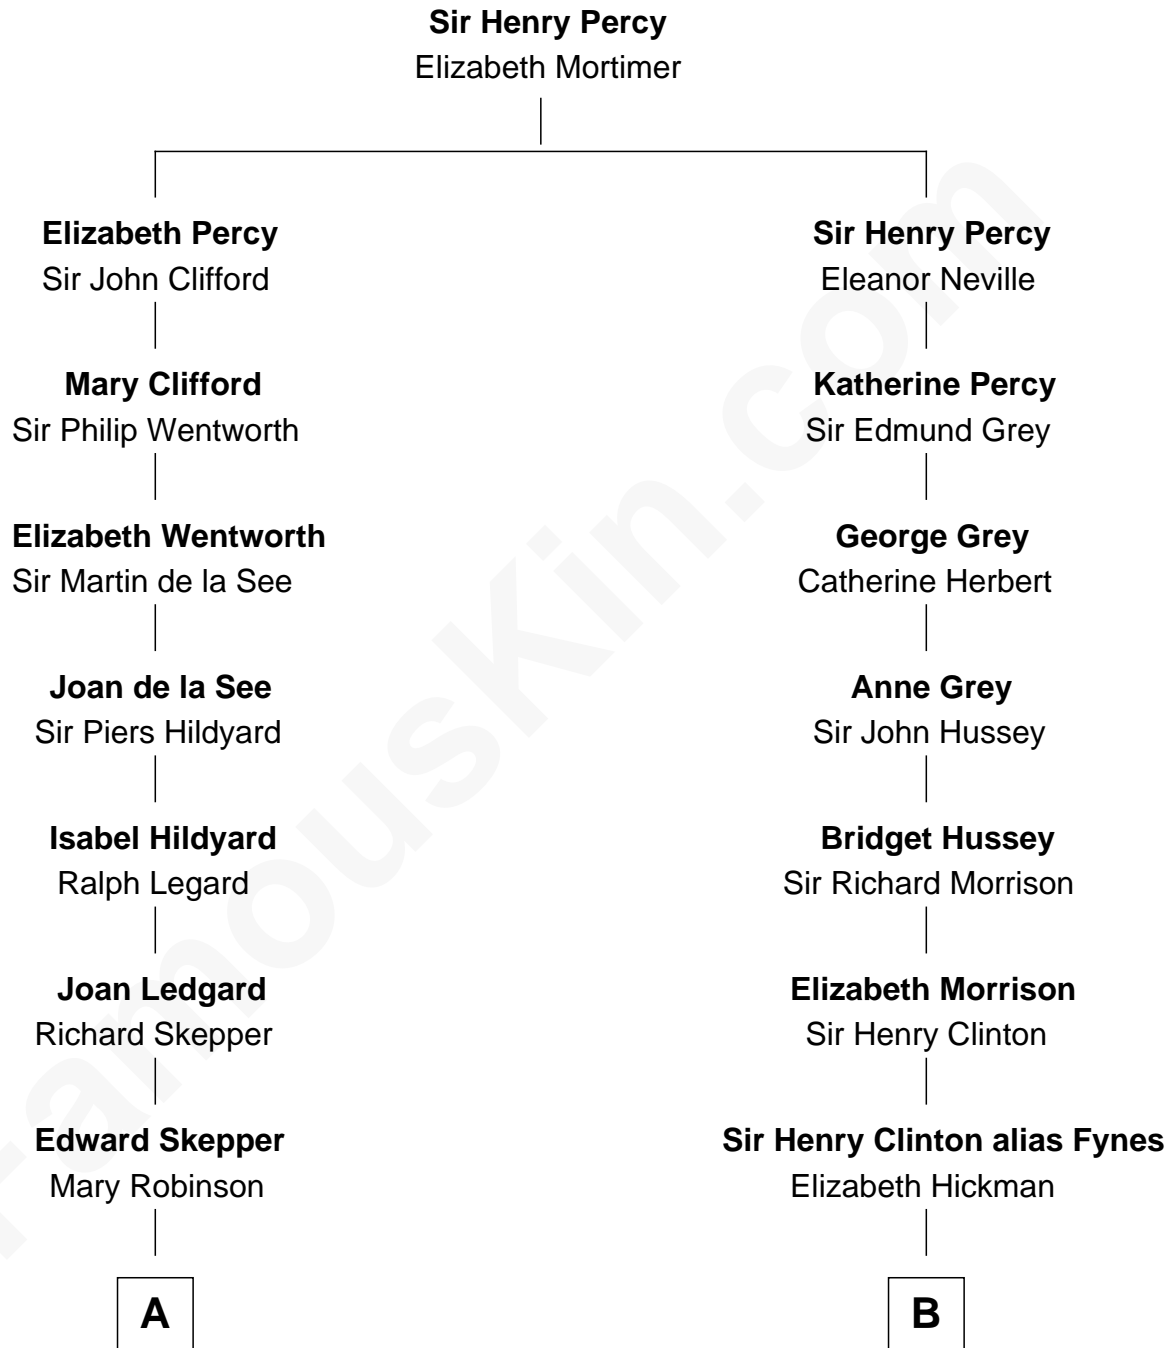 Sir Henry Percy
Elizabeth Mortimer
Elizabeth Percy
Sir John Clifford
Sir Henry Percy
Eleanor Neville
Mary Clifford
Sir Philip Wentworth
Katherine Percy
Sir Edmund Grey
Elizabeth Wentworth
Sir Martin de la See
George Grey
Catherine Herbert
Joan de la See
Sir Piers Hildyard
Anne Grey
Sir John Hussey
Isabel Hildyard
Ralph Legard
Bridget Hussey
Sir Richard Morrison
Joan Ledgard
Richard Skepper
Elizabeth Morrison
Sir Henry Clinton
Edward Skepper
Mary Robinson
Sir Henry Clinton alias Fynes
Elizabeth Hickman
A
B
FamousKin.com